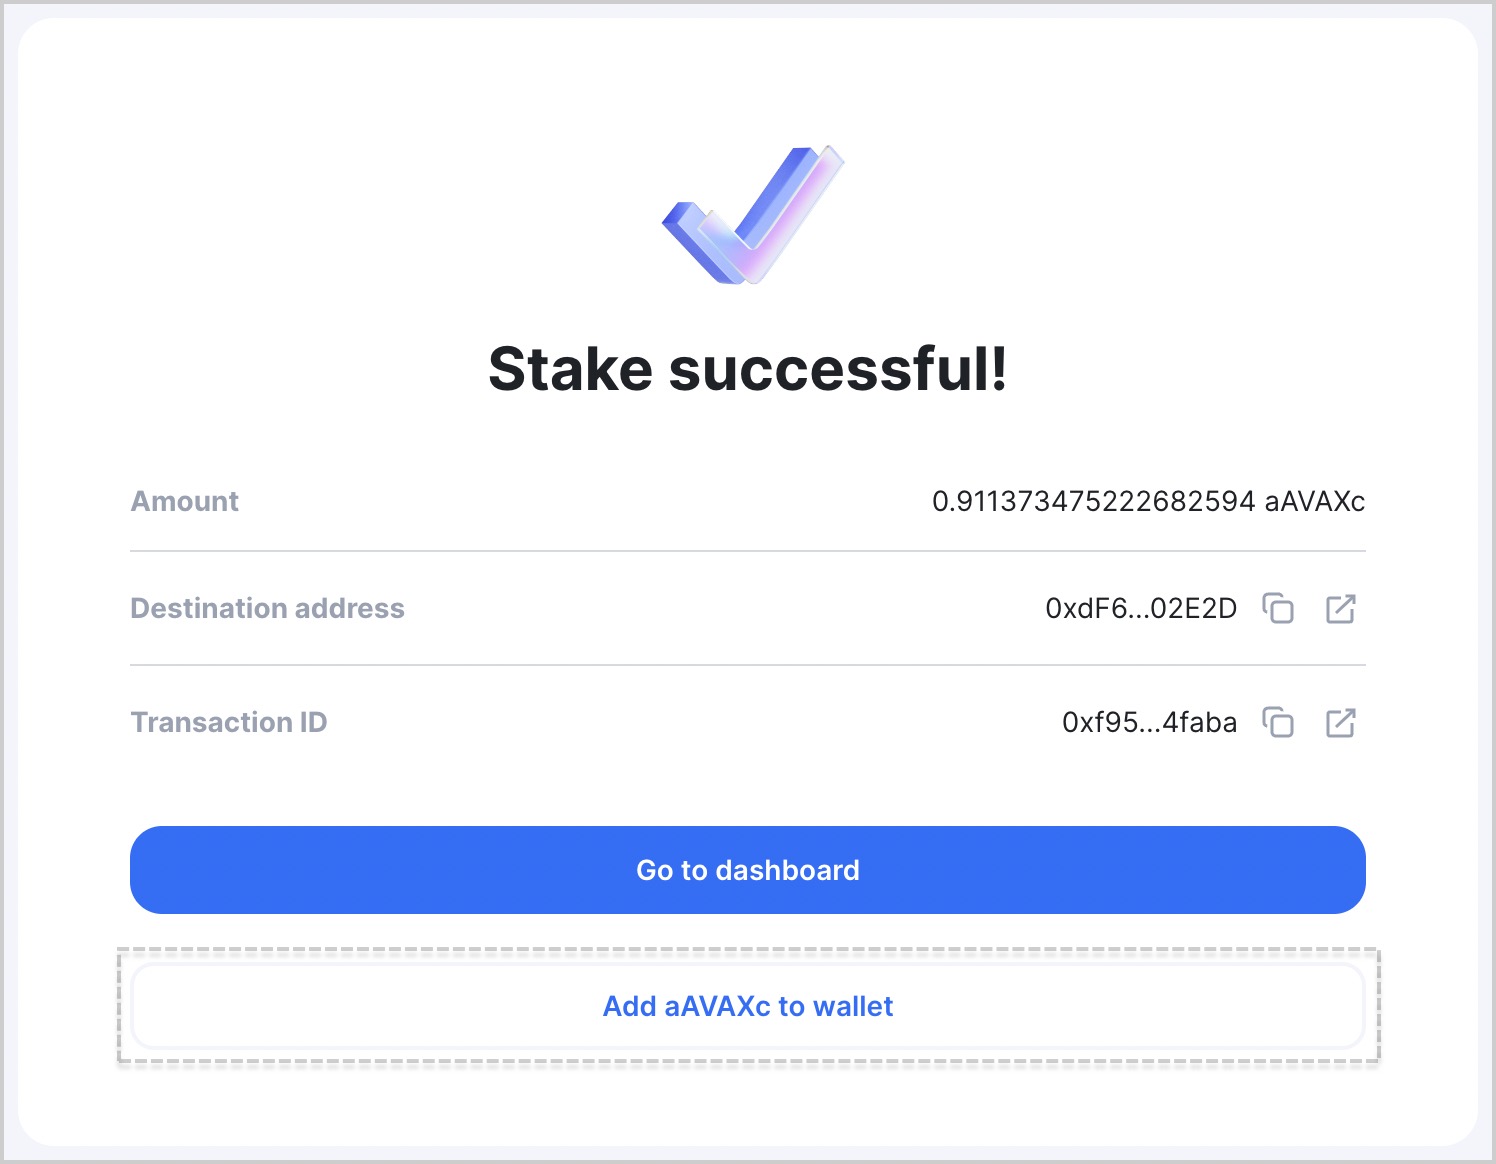 Stake successful!
Amount
0.911373475222682594 aAVAXc
Destination address
0xdF6...02E2D
Transaction ID
0xf95...4faba
Go to dashboard
Add aAVAXc to wallet